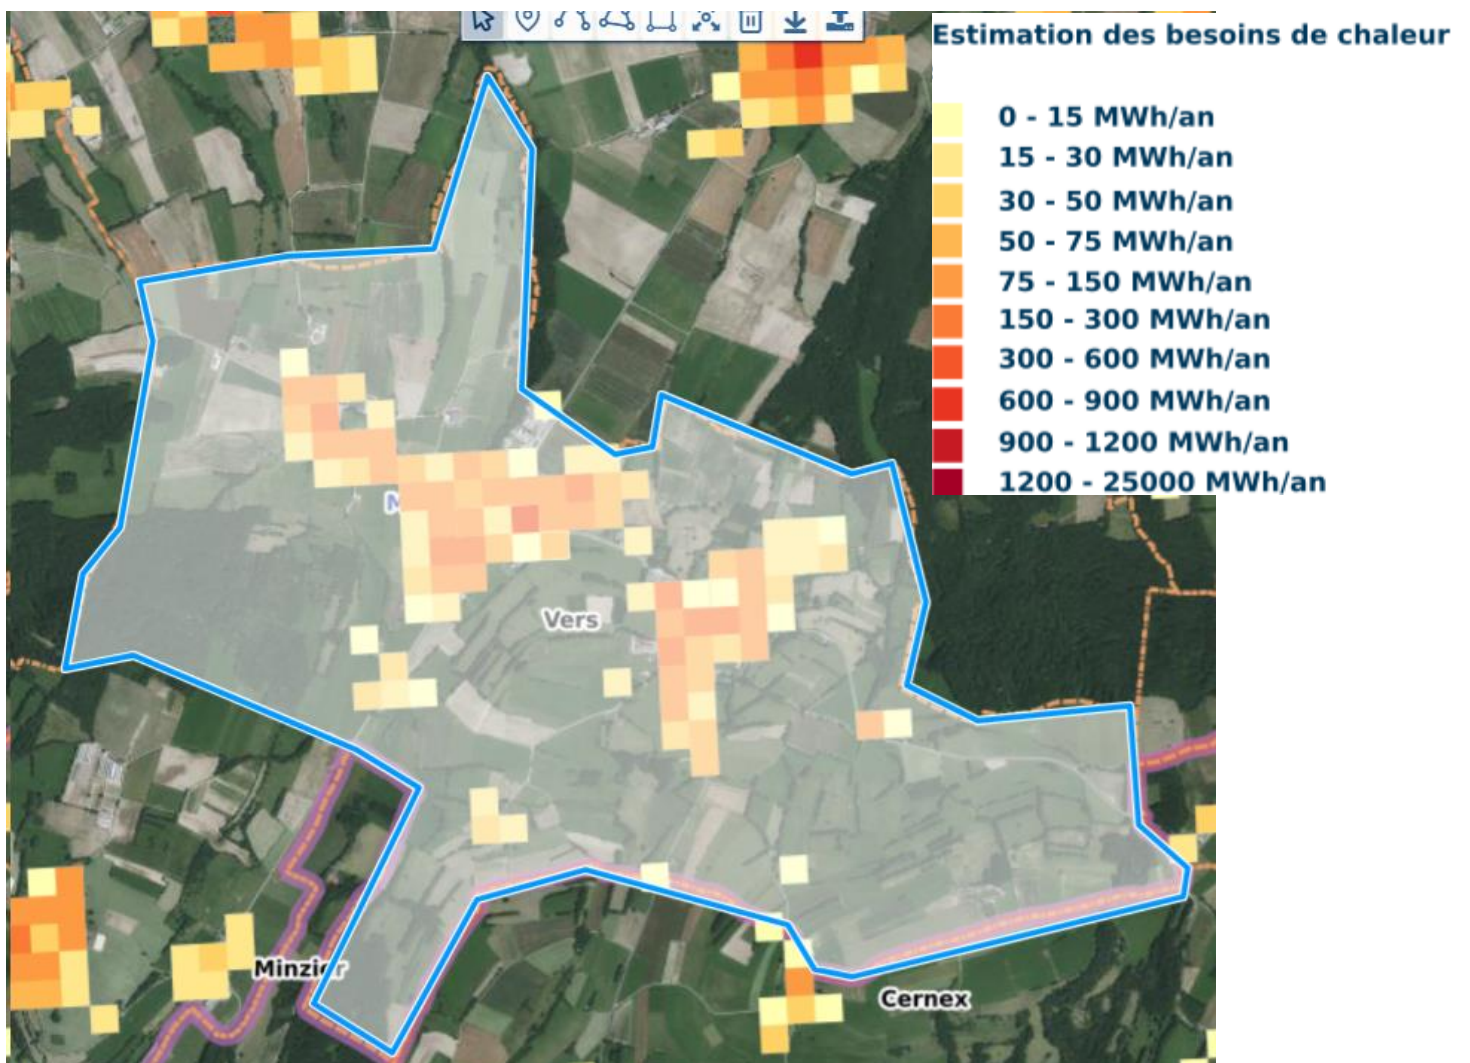 Estimation des besoins de chaleur
0 - 15 MWh/an
15 - 30 MWh/an
30 - 50 MWh/an
50 - 75 MWh/an
75 - 150 MWh/an
150 - 300 MWh/an
300 - 600 MWh/an
600 - 900 MWh/an
900 - 1200 MWh/an
1200 - 25000 MWh/an
M
Vers
Minzier
Cernex